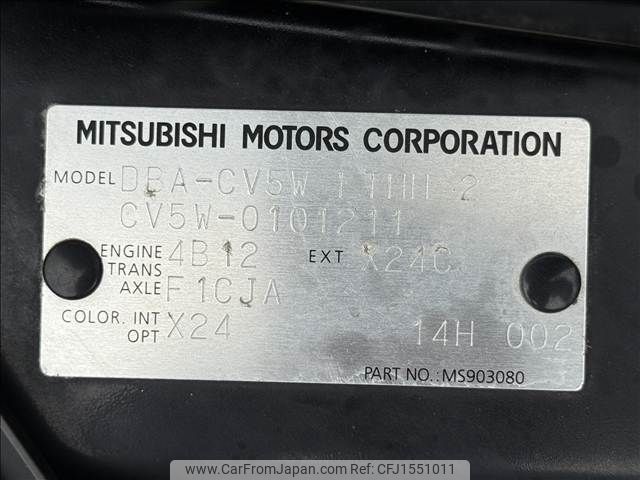 MITSUBISHI MOTORS CORPORATION
MODEL DBA-CV5W 2
CV5W-0101211
ENGINE 4B12 EXT X24C
TRANS
AXLE F1CJA
COLOR. INT X24
OPT 14H 002
PART NO.:MS903080
www.CarFromJapan.com - CFJ1551011